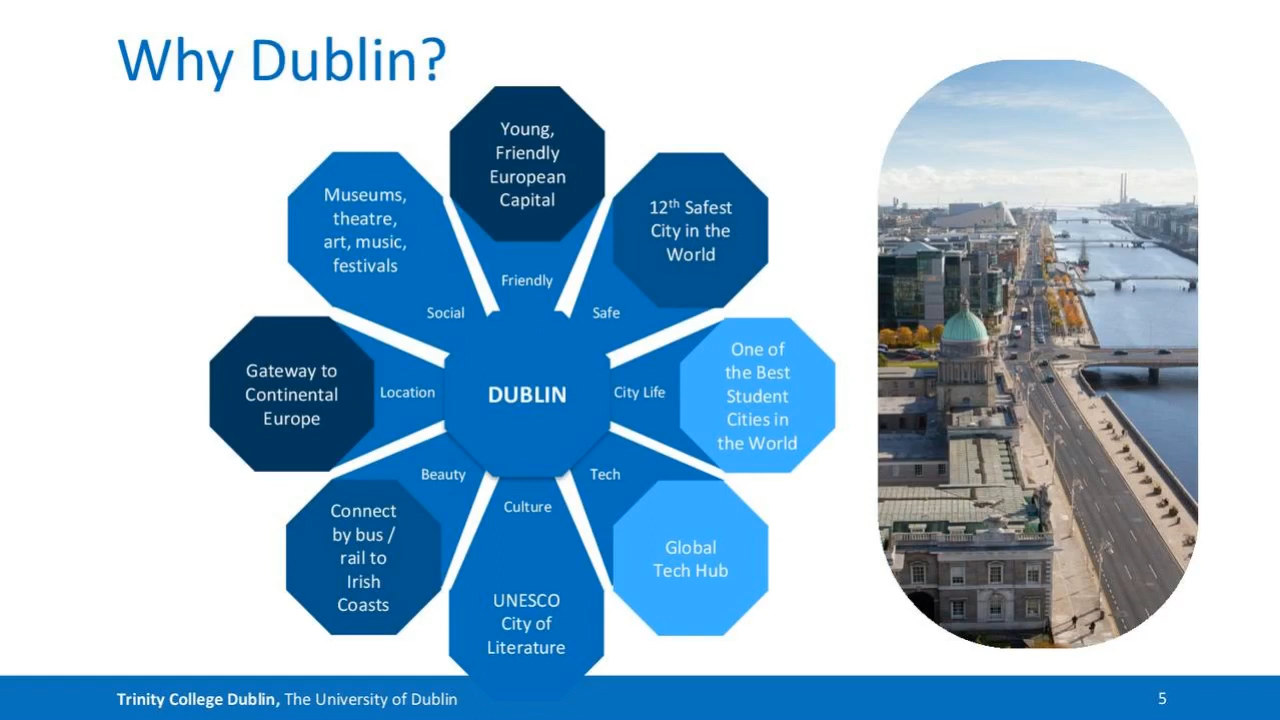 Why Dublin?
Young,
Friendly
European
Capital
Friendly
12th Safest
City in the
World
Safe
One of
the Best
Student
Cities in
the World
City Life
Global
Tech Hub
Tech
UNESCO
City of
Literature
Culture
Connect
by bus /
rail to
Irish
Coasts
Beauty
Gateway to
Continental
Europe
Location
Museums,
theatre,
art, music,
festivals
Social
DUBLIN
Trinity College Dublin, The University of Dublin
5